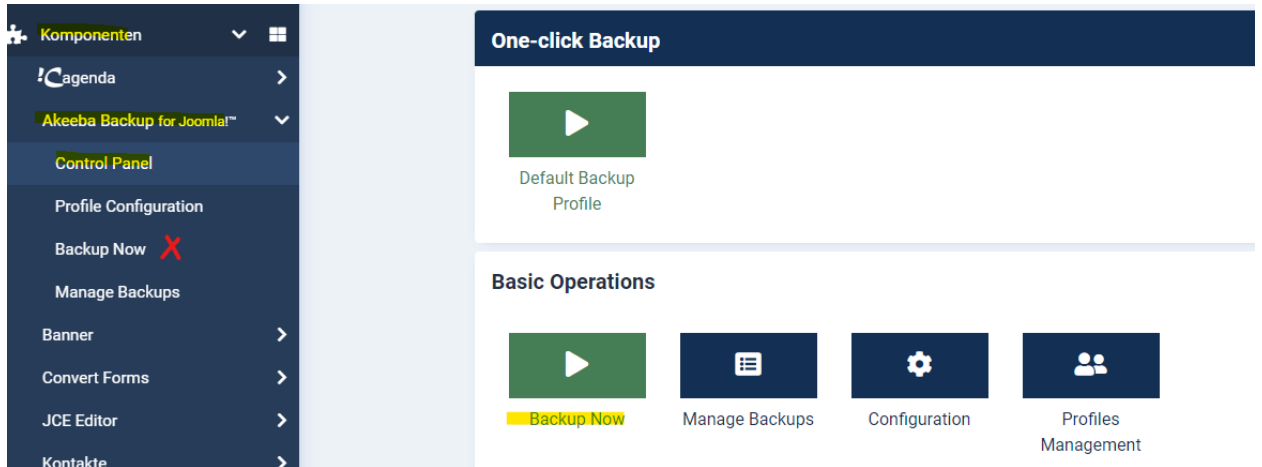 Komponenten
iCagenda
Akeeba Backup for Joomla!™
Control Panel
Profile Configuration
Backup Now X
Manage Backups
Banner
Convert Forms
JCE Editor
Kontakte
One-click Backup
Default Backup
Profile
Basic Operations
Backup Now
Manage Backups
Configuration
Profiles
Management